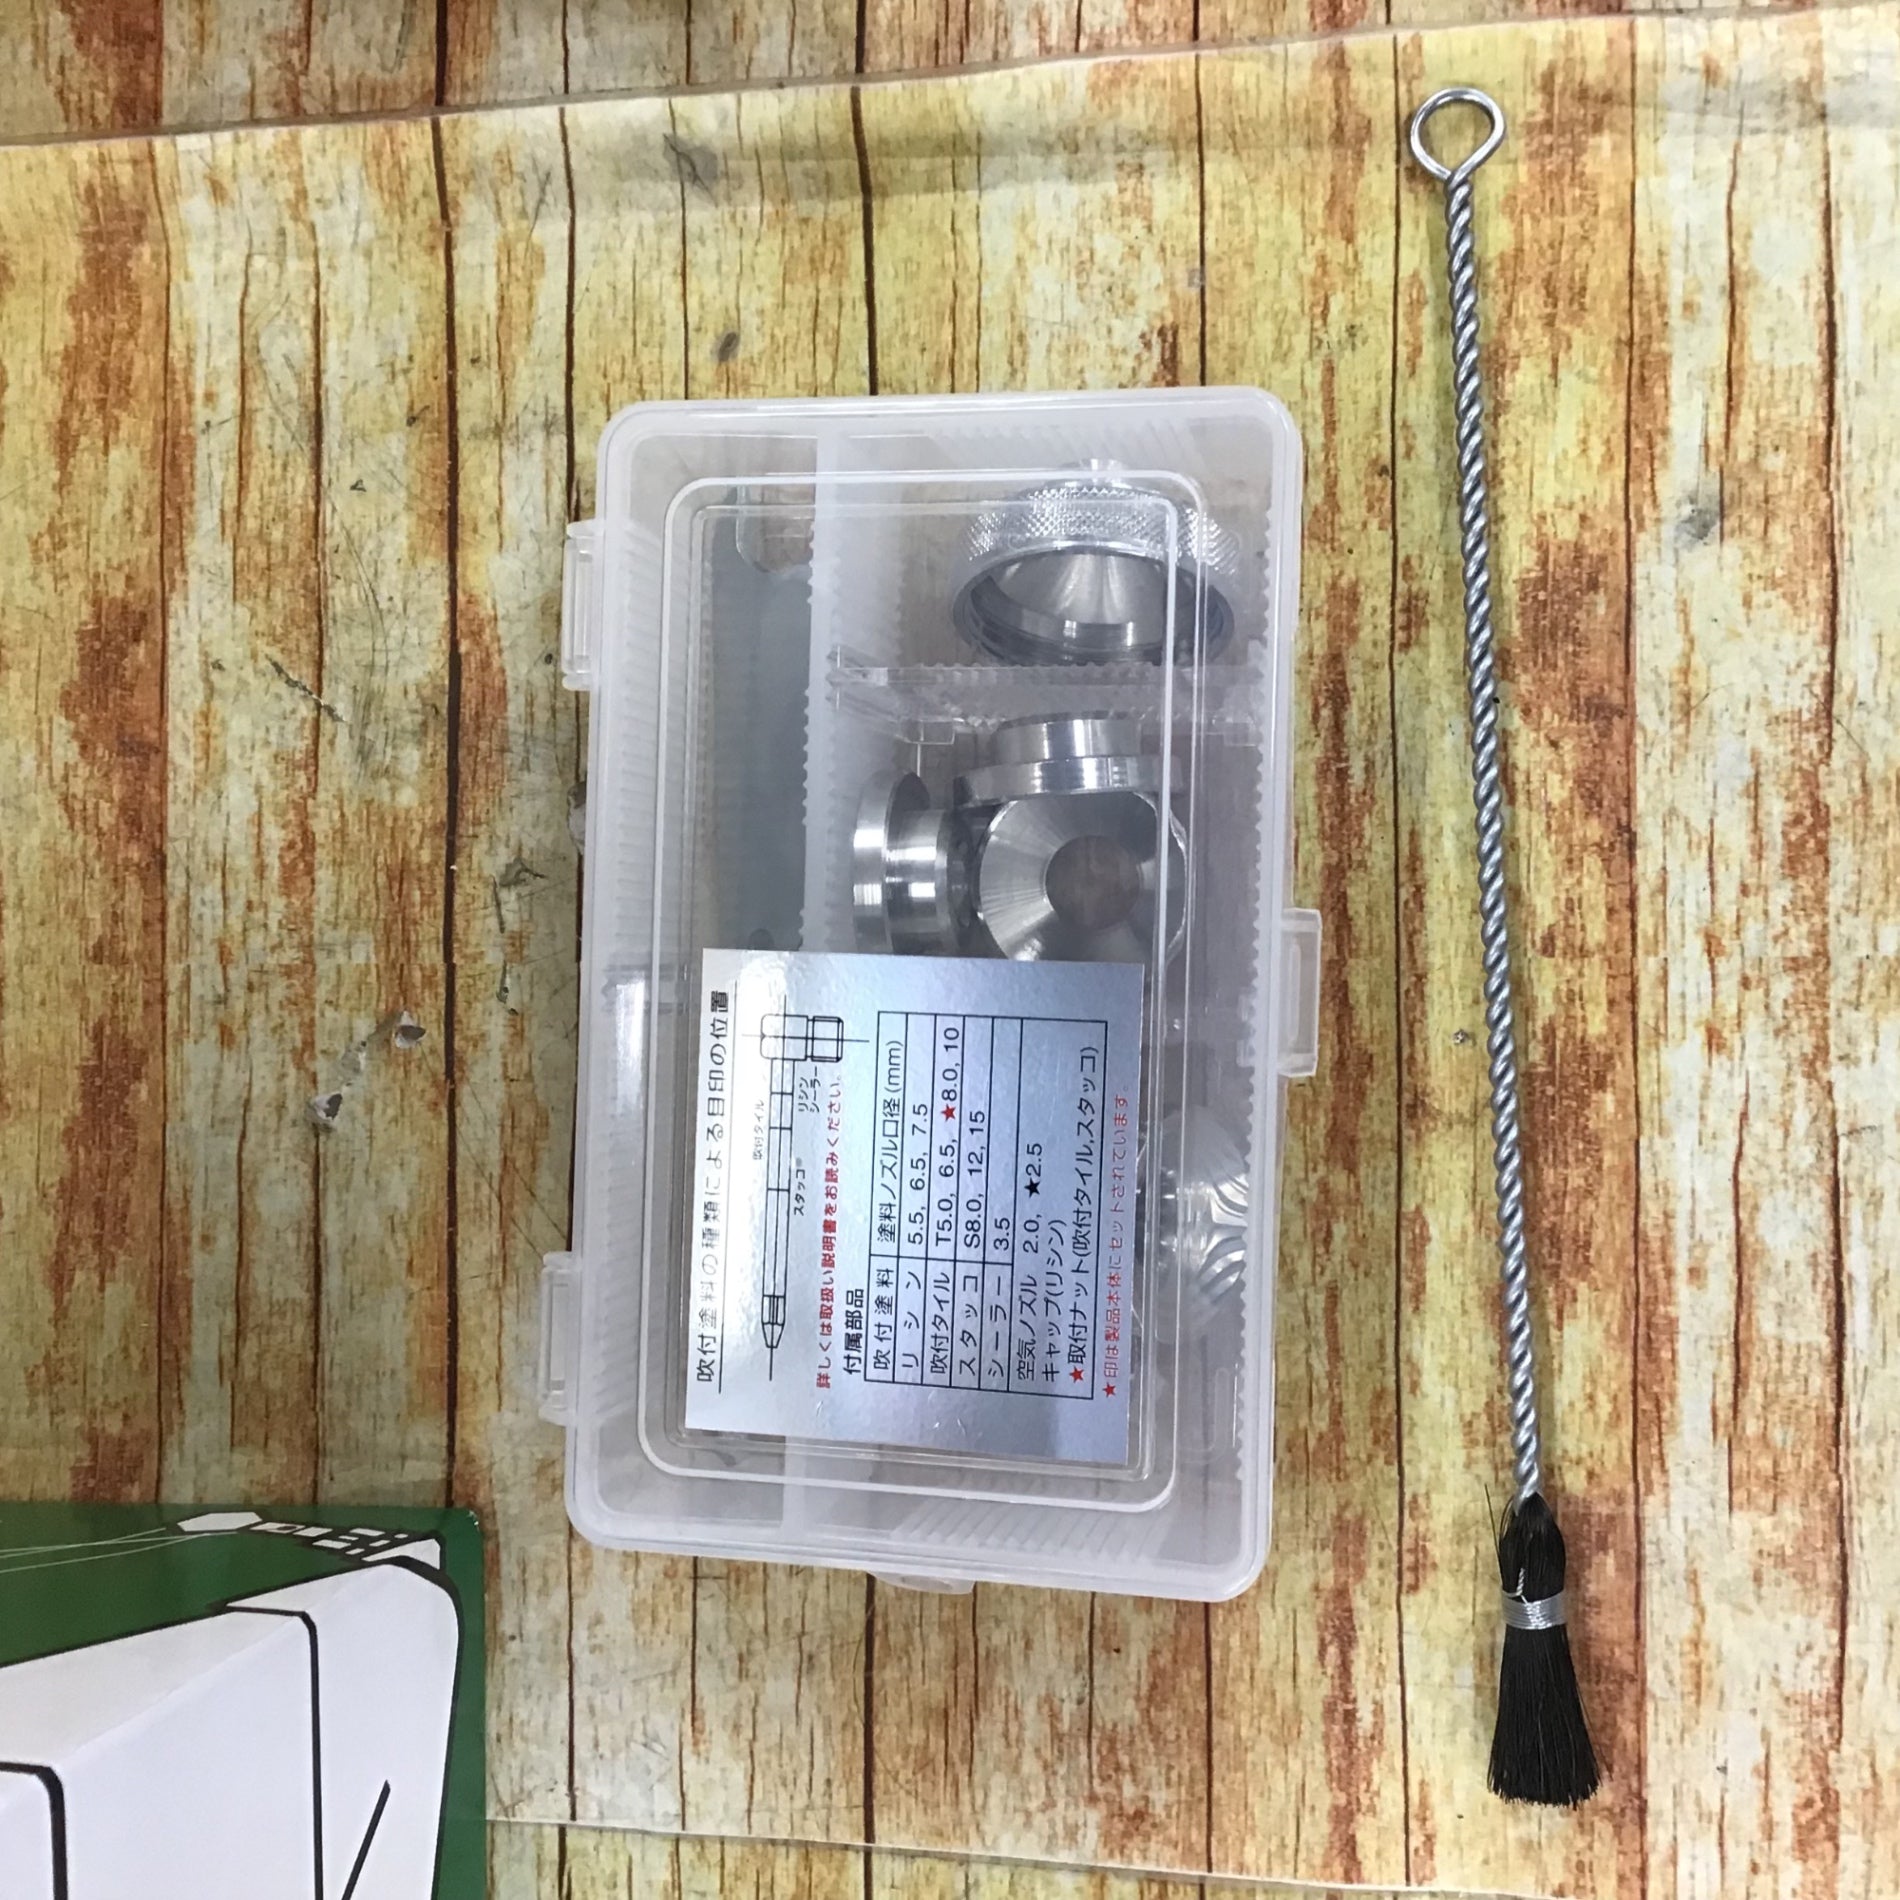 吹付塗料の種類による目印の位置
吹付タイル
リシン
シーラー
スタッコ
詳しくは取扱い説明書をお読みください。
付属部品
吹付塗料 塗料ノズル口径(mm)
リシン 5.5, 6.5, 7.5
吹付タイル T5.0, 6.5, ★8.0, 10
スタッコ S8.0, 12, 15
シーラー 3.5
空気ノズル 2.0, ★2.5
キャップ(リシン)
★取付ナット(吹付タイル,スタッコ)
★印は製品本体にセットされています。